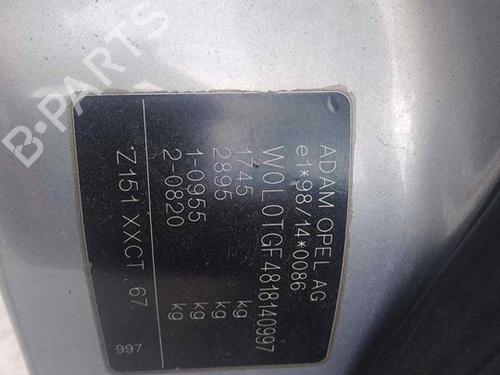 ADAM OPEL AG
e1*98/14*0086
W0L0TGF4818140997
1745 kg
2895 kg
1-0955 kg
2-0820 kg
Z151 XXCT 67
997
B-PARTS